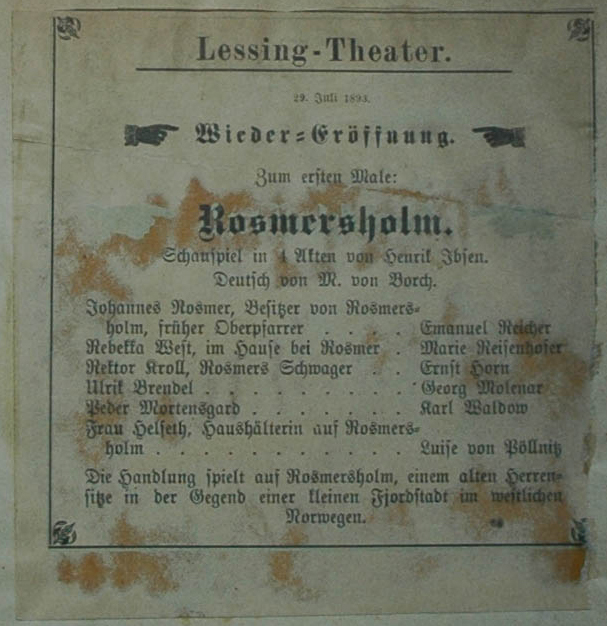 Lessing-Theater.
29. Juli 1893.
Wieder-Eröffnung.
Zum ersten Male:
Rosmersholm.
Schauspiel in 4 Akten von Henrik Ibsen.
Deutsch von M. von Borch.
Johannes Rosmer, Besitzer von Rosmers-
holm, früher Oberpfarrer . . . . Emanuel Reicher
Rebekka West, im Hause bei Rosmer . Marie Reisenhofer
Rektor Kroll, Rosmers Schwager . . Ernst Horn
Ulrik Brendel . . . . . . . . . Georg Molenar
Peder Mortensgard . . . . . . . Karl Waldow
Frau Helseth, Haushälterin auf Rosmers-
holm . . . . . . . . . . . Luise von Pöllnitz
Die Handlung spielt auf Rosmersholm, einem alten Herren-
sitze in der Gegend einer kleinen Fjordstadt im westlichen
Norwegen.